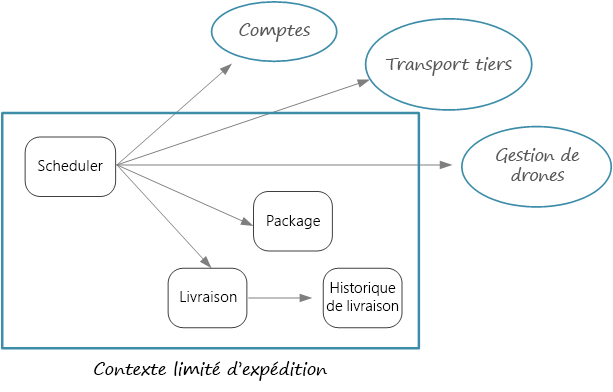 Comptes
Transport tiers
Gestion de
drones
Scheduler
Package
Livraison
Historique
de livraison
Contexte limité d'expédition